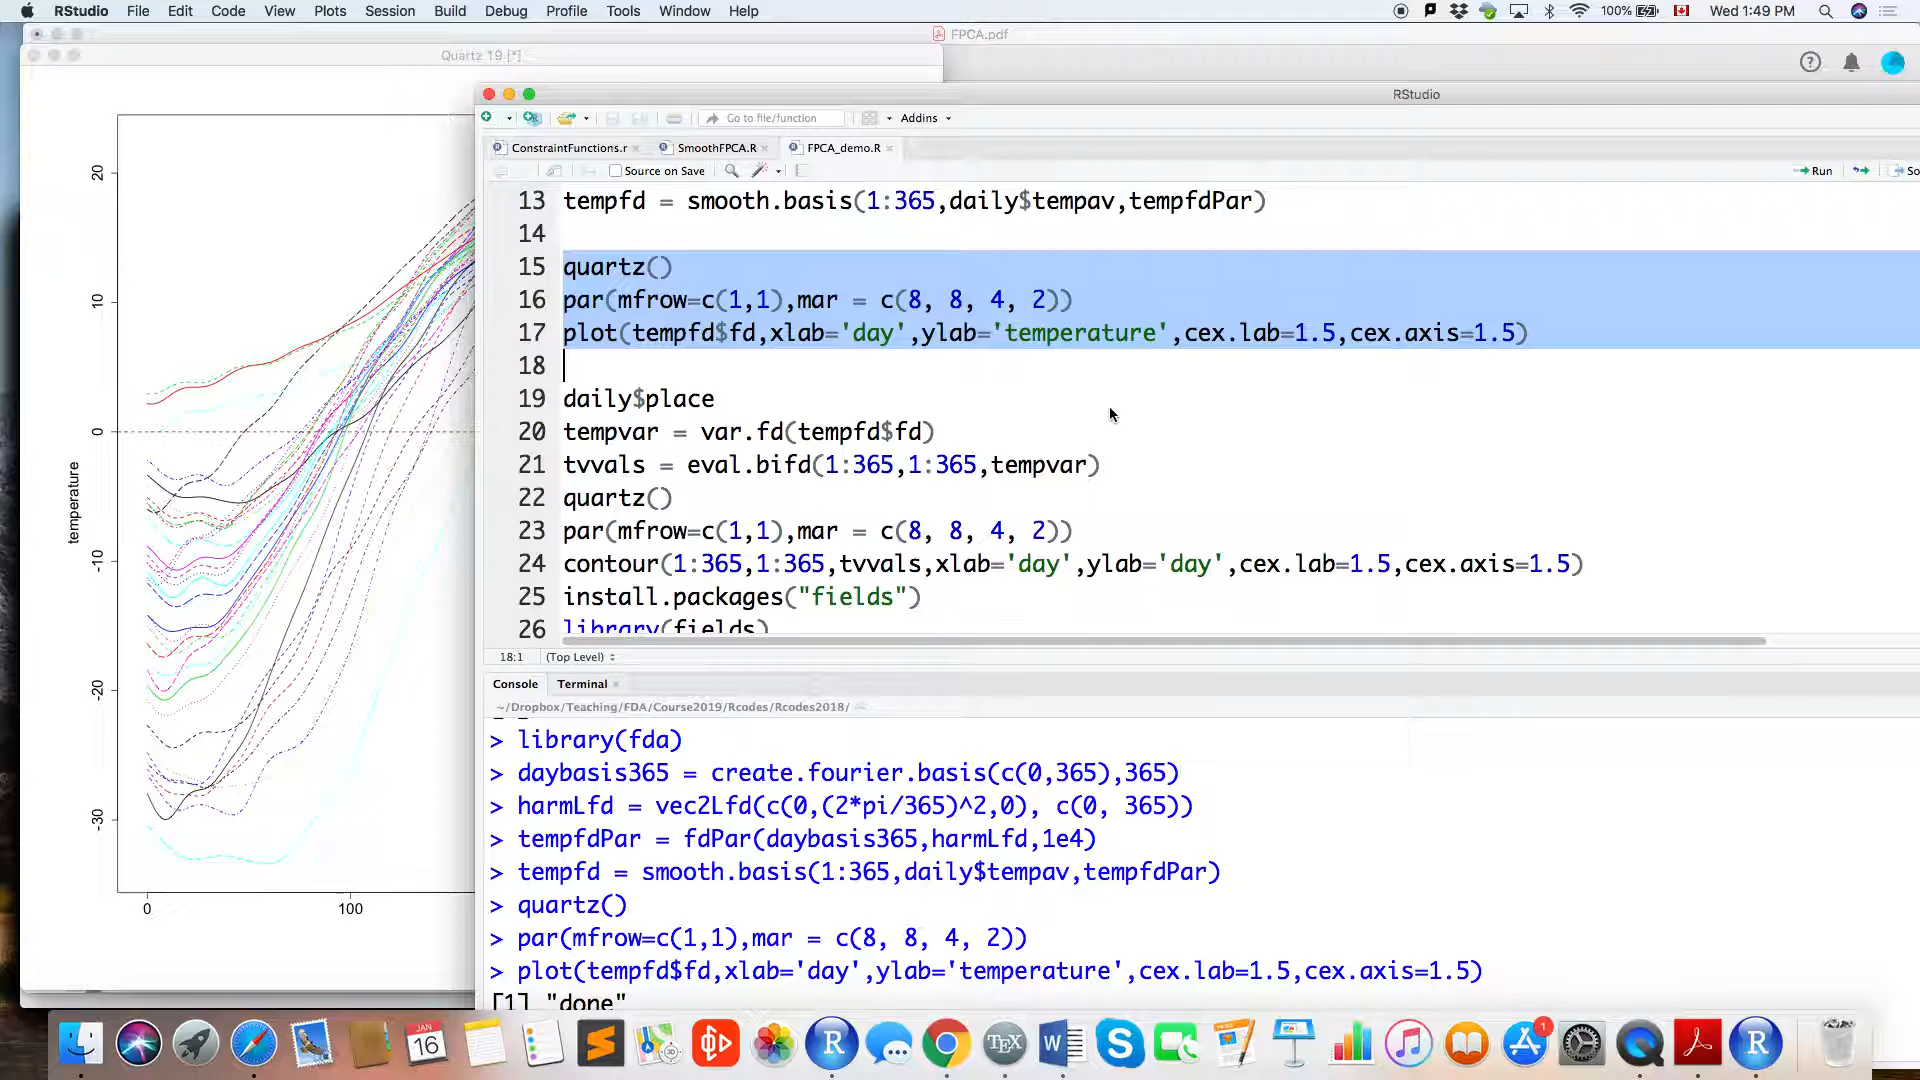 RStudio File Edit Code View Plots Session Build Debug Profile Tools Window Help 100% Wed 1:49 PM
FPCA.pdf
Quartz 19 [*]
RStudio
Go to file/function Addins
ConstraintFunctions.r SmoothFPCA.R FPCA_demo.R
Source on Save Run So
13 tempfd = smooth.basis(1:365,daily$tempav,tempfdPar)
14
15 quartz()
16 par(mfrow=c(1,1),mar = c(8, 8, 4, 2))
17 plot(tempfd$fd,xlab='day',ylab='temperature',cex.lab=1.5,cex.axis=1.5)
18
19 daily$place
20 tempvar = var.fd(tempfd$fd)
21 tvvals = eval.bifd(1:365,1:365,tempvar)
22 quartz()
23 par(mfrow=c(1,1),mar = c(8, 8, 4, 2))
24 contour(1:365,1:365,tvvals,xlab='day',ylab='day',cex.lab=1.5,cex.axis=1.5)
25 install.packages("fields")
26 library(fields)
18:1 (Top Level)
Console Terminal
~/Dropbox/Teaching/FDA/Course2019/Rcodes/Rcodes2018/
> library(fda)
> daybasis365 = create.fourier.basis(c(0,365),365)
> harmLfd = vec2Lfd(c(0,(2*pi/365)^2,0), c(0, 365))
> tempfdPar = fdPar(daybasis365,harmLfd,1e4)
> tempfd = smooth.basis(1:365,daily$tempav,tempfdPar)
> quartz()
> par(mfrow=c(1,1),mar = c(8, 8, 4, 2))
> plot(tempfd$fd,xlab='day',ylab='temperature',cex.lab=1.5,cex.axis=1.5)
[1] "done"
temperature
20
10
0
-10
-20
-30
0 100
JAN
16
TEX
W
S
1
R
R